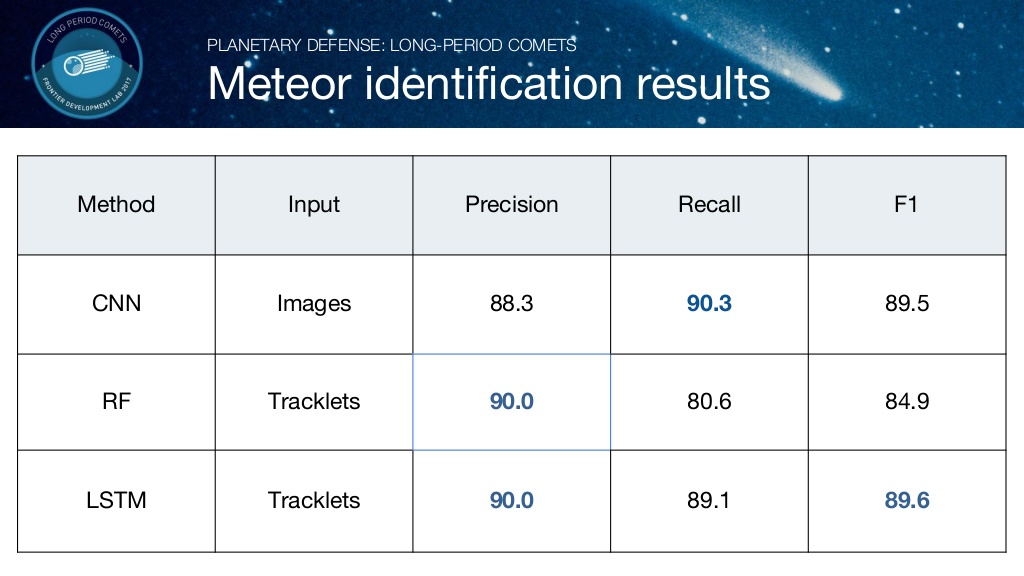 LONG PERIOD COMETS
FRONTIER DEVELOPMENT LAB 2017
PLANETARY DEFENSE: LONG-PERIOD COMETS
Meteor identification results
Method Input Precision Recall F1
CNN Images 88.3 90.3 89.5
RF Tracklets 90.0 80.6 84.9
LSTM Tracklets 90.0 89.1 89.6